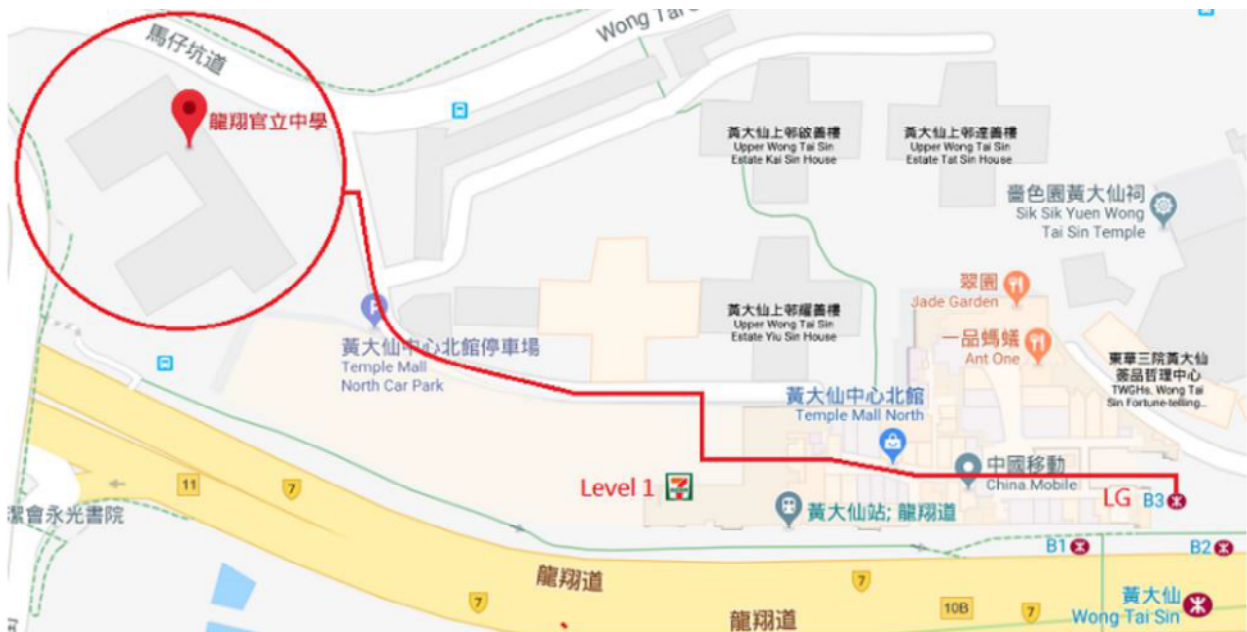 馬仔坑道
Wong Tai
龍翔官立中學
黃大仙上邨啟善樓
Upper Wong Tai Sin
Estate Kai Sin House
黃大仙上邨達善樓
Upper Wong Tai Sin
Estate Tat Sin House
嗇色園黃大仙祠
Sik Sik Yuen Wong
Tai Sin Temple
翠園
Jade Garden
一品螞蟻
Ant One
黃大仙上邨耀善樓
Upper Wong Tai Sin
Estate Yiu Sin House
P
黃大仙中心北館停車場
Temple Mall
North Car Park
東華三院黃大仙
薈品哲理中心
TWGHs. Wong Tai
Sin Fortune-telling...
黃大仙中心北館
Temple Mall North
中國移動
China Mobile
Level 1
7
LG
B3
11
7
黃大仙站; 龍翔道
潔會永光書院
B1
B2
龍翔道
7
7
10B
7
龍翔道
黃大仙
Wong Tai Sin